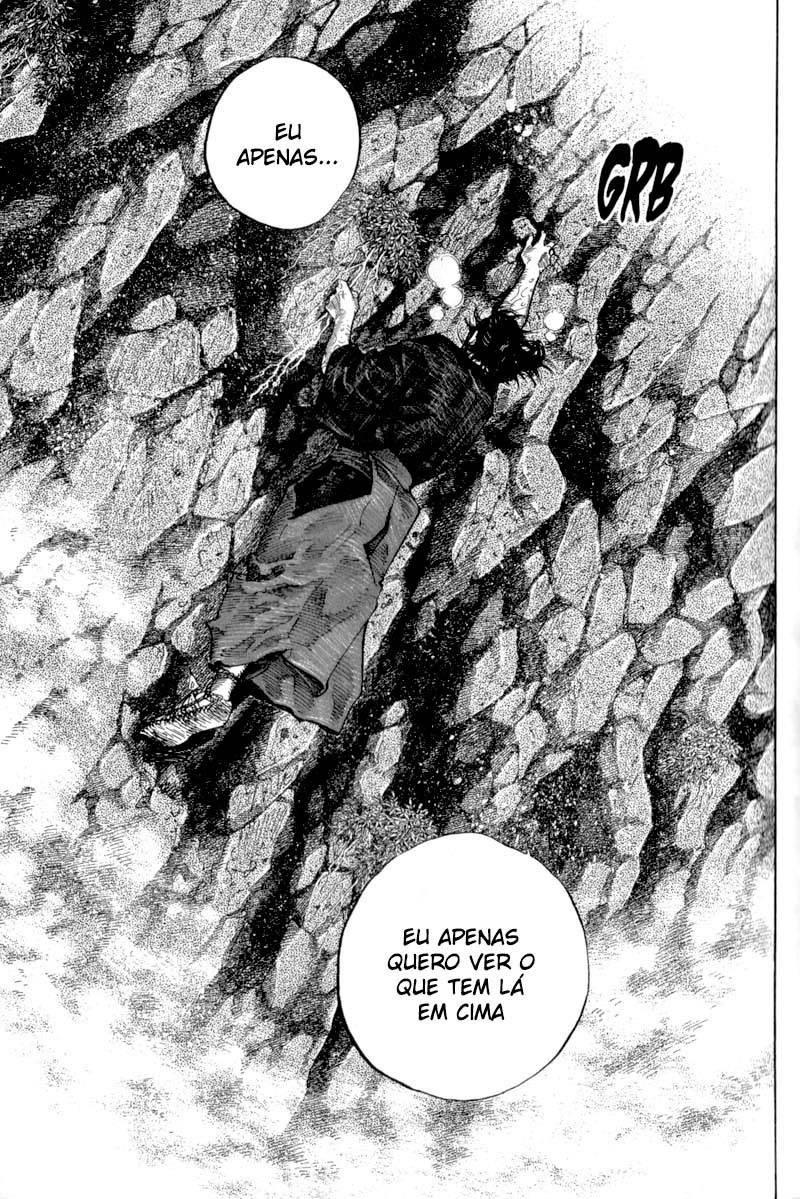 EU
APENAS...
GRB
EU APENAS
QUERO VER O
QUE TEM LÁ
EM CIMA